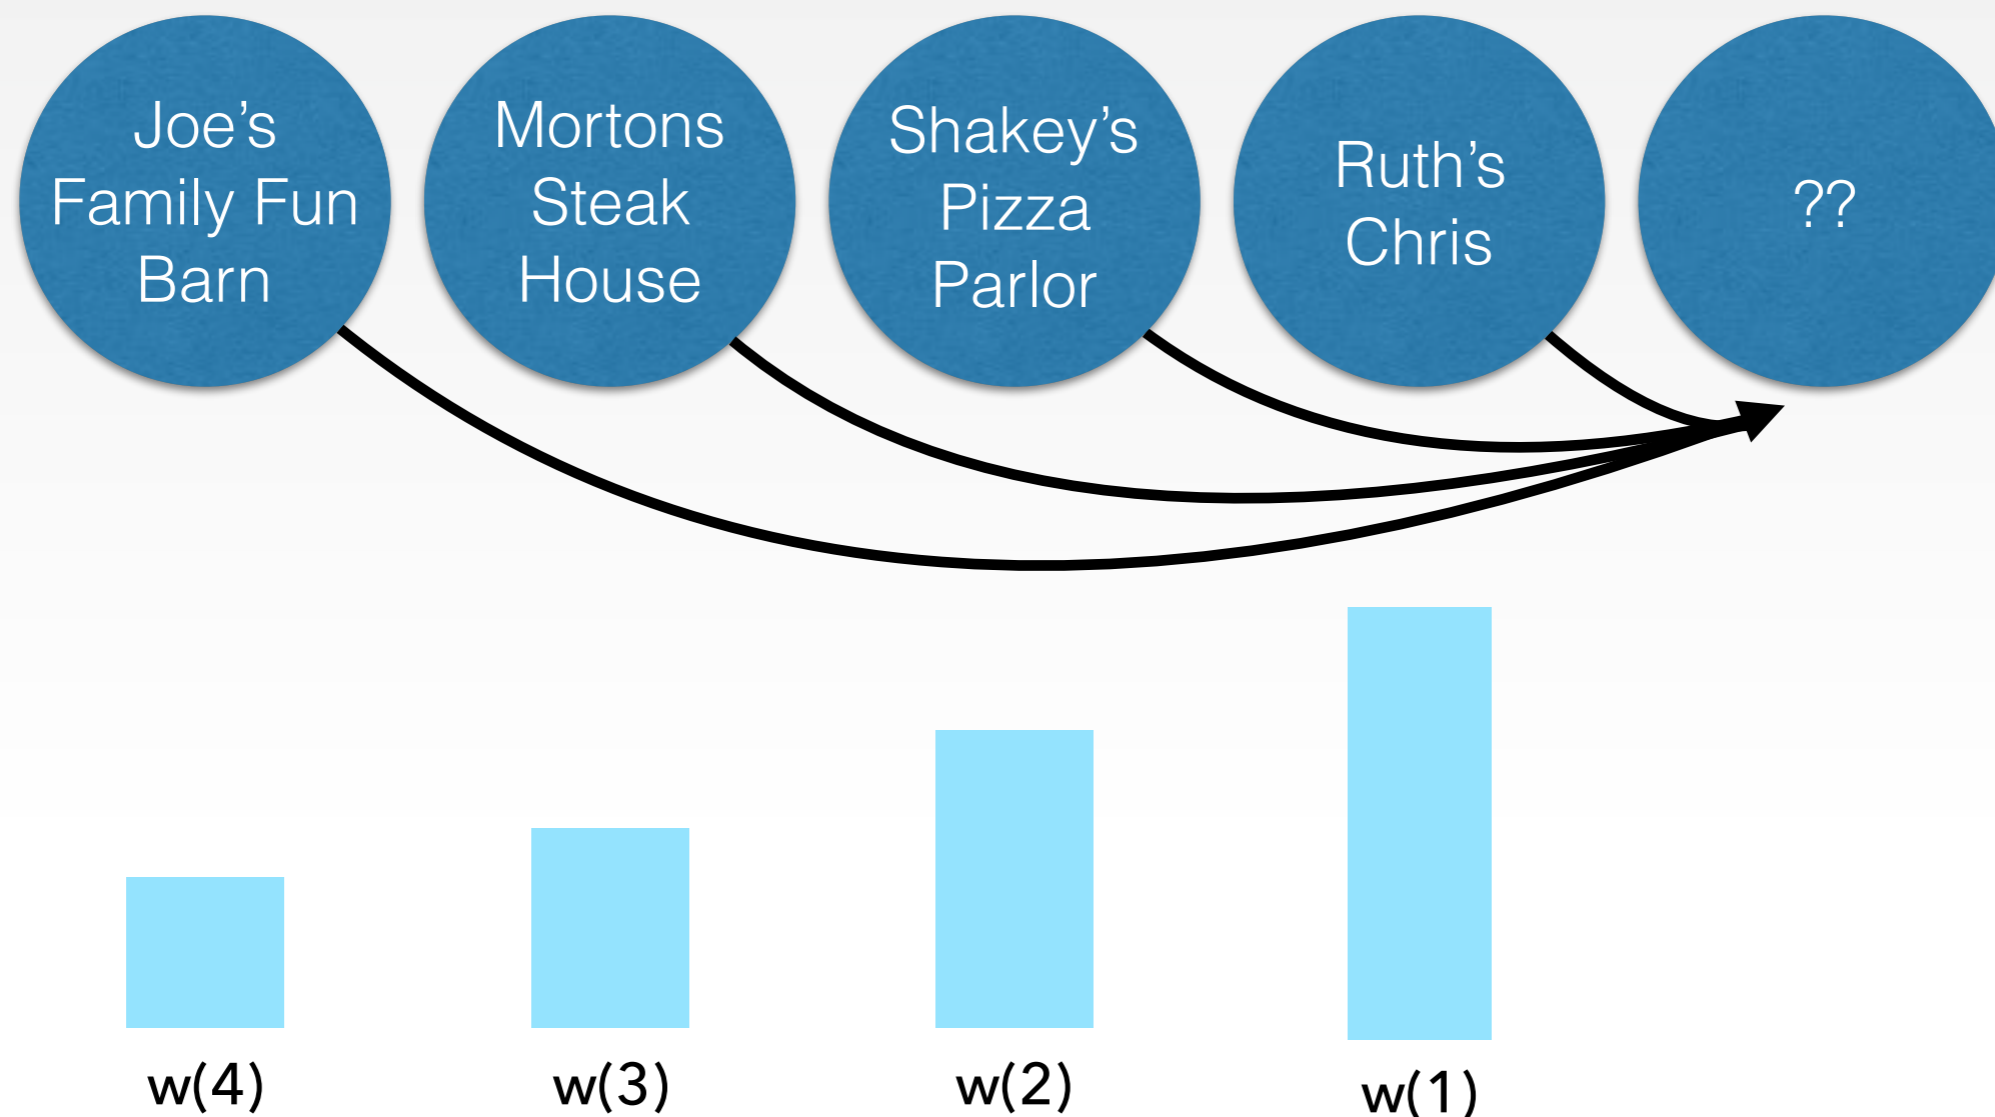 Joe’s
Family Fun
Barn
Mortons
Steak
House
Shakey’s
Pizza
Parlor
Ruth’s
Chris
??
w(4)
w(3)
w(2)
w(1)